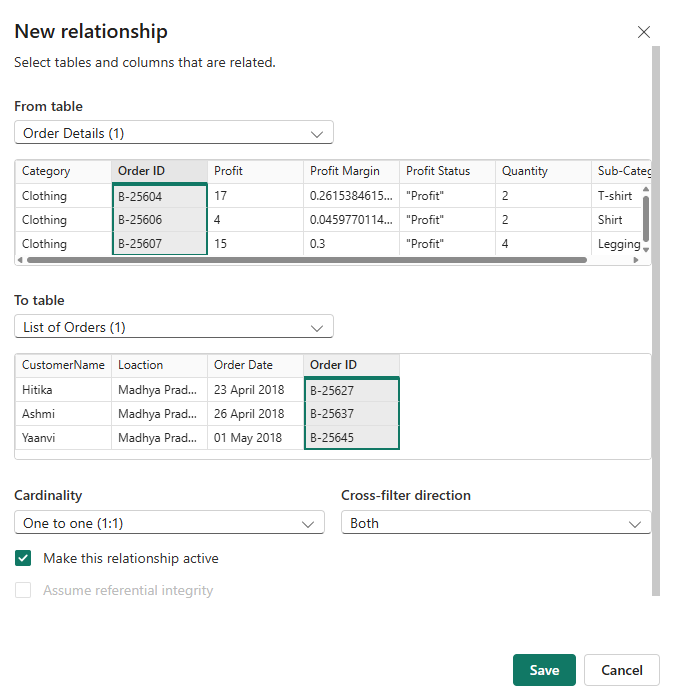 New relationship
Select tables and columns that are related.
From table
Order Details (1)
Category Order ID Profit Profit Margin Profit Status Quantity Sub-Categ
Clothing B-25604 17 0.2615384615... "Profit" 2 T-shirt
Clothing B-25606 4 0.0459770114... "Profit" 2 Shirt
Clothing B-25607 15 0.3 "Profit" 4 Legging
To table
List of Orders (1)
CustomerName Loaction Order Date Order ID
Hitika Madhya Prad... 23 April 2018 B-25627
Ashmi Madhya Prad... 26 April 2018 B-25637
Yaanvi Madhya Prad... 01 May 2018 B-25645
Cardinality Cross-filter direction
One to one (1:1) Both
Make this relationship active
Assume referential integrity
Save Cancel